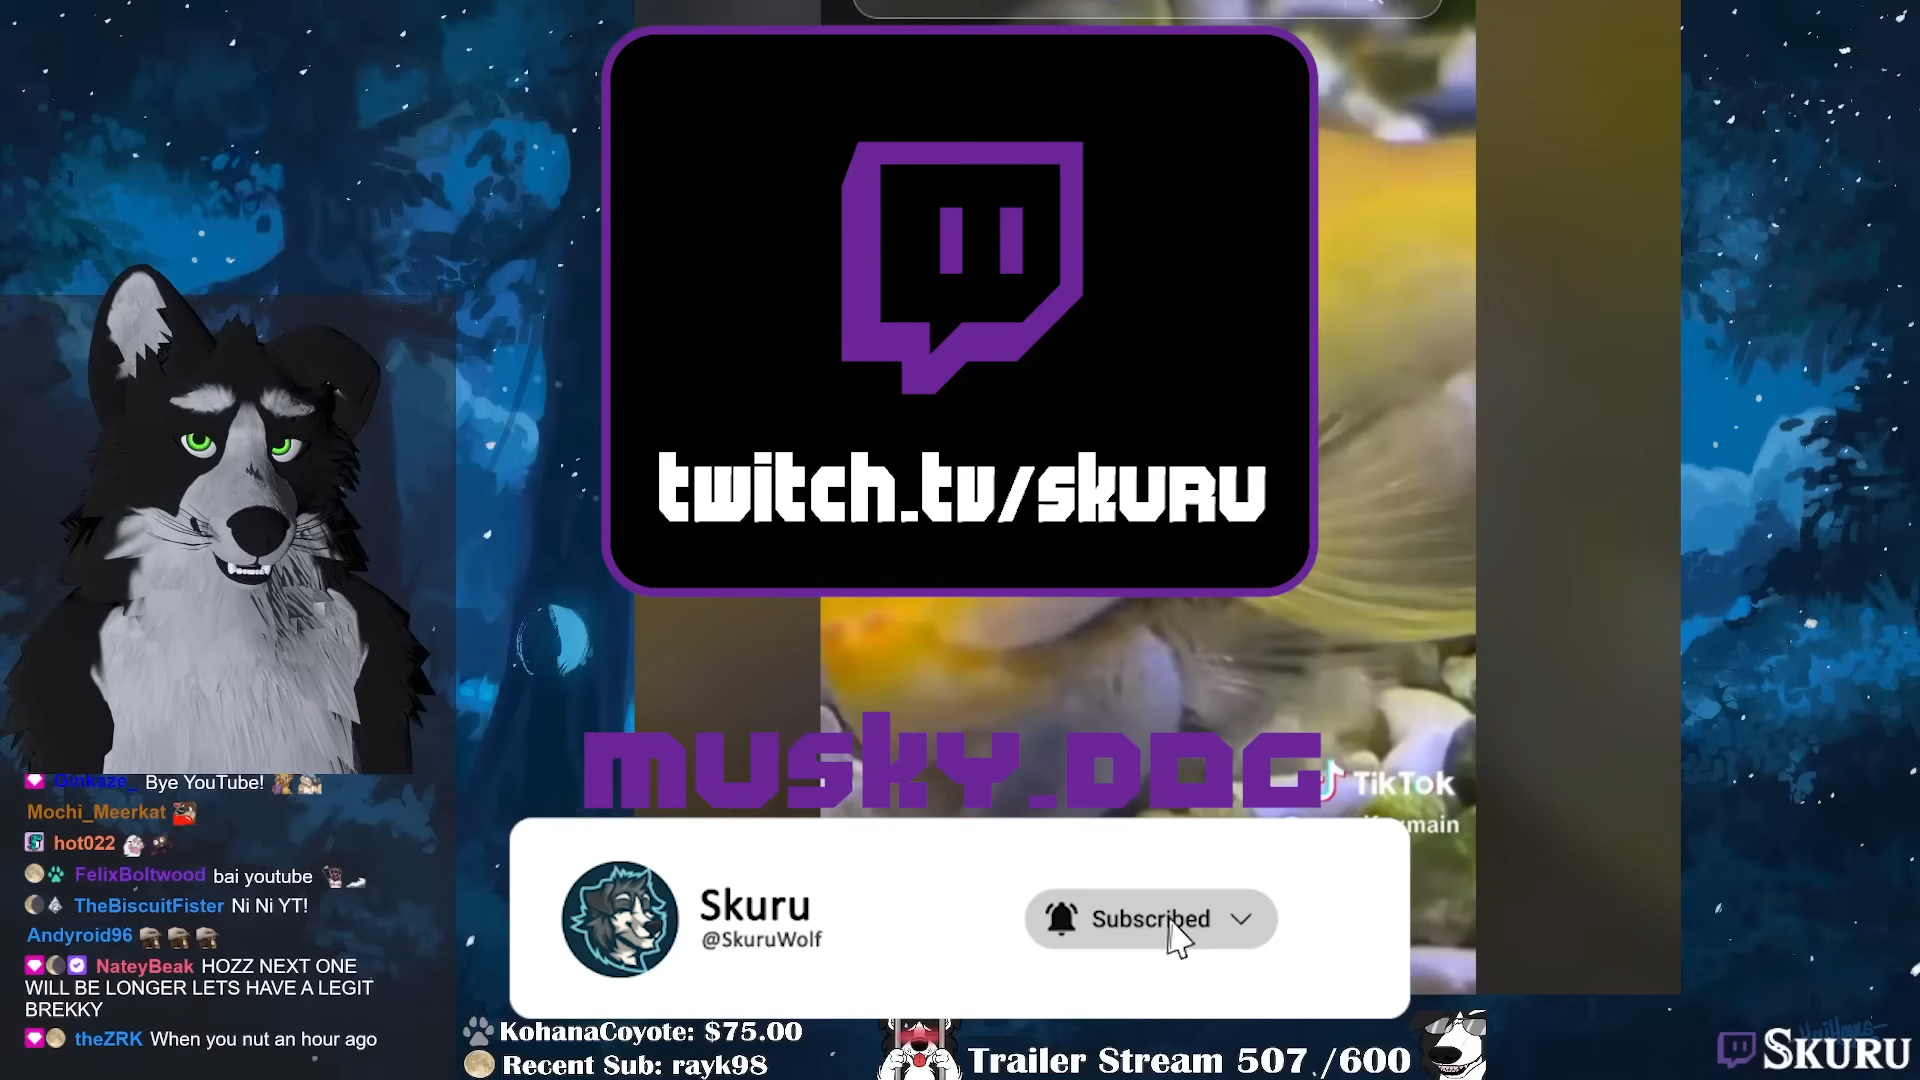 twitch.tv/skuru
musky.dog
TikTok
Skuru
@SkuruWolf
Subscribed
Bye YouTube!
Mochi_Meerkat
hot022
FelixBoltwood bai youtube
TheBiscuitFister Ni Ni YT!
Andyroid96
NateyBeak HOZZ NEXT ONE
WILL BE LONGER LETS HAVE A LEGIT
BREKKY
theZRK When you nut an hour ago
KohanaCoyote: $75.00
Recent Sub: rayk98
Trailer Stream 507 /600
SKURU